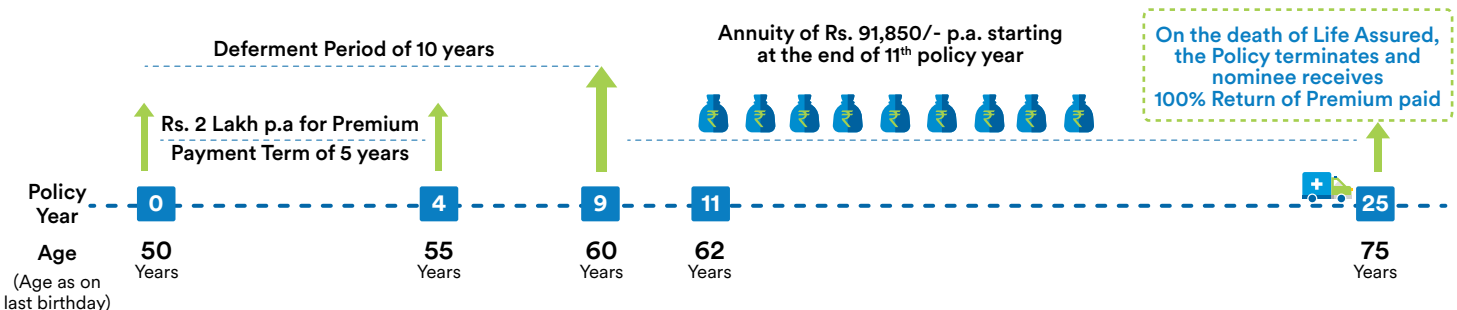 Deferment Period of 10 years
Rs. 2 Lakh p.a for Premium
Payment Term of 5 years
Annuity of Rs. 91,850/- p.a. starting
at the end of 11th policy year
On the death of Life Assured,
the Policy terminates and
nominee receives
100% Return of Premium paid
₹ ₹ ₹ ₹ ₹ ₹ ₹ ₹ ₹
Policy
Year
0 4 9 11 25
Age
(Age as on
last birthday)
50 55 60 62 75
Years Years Years Years Years